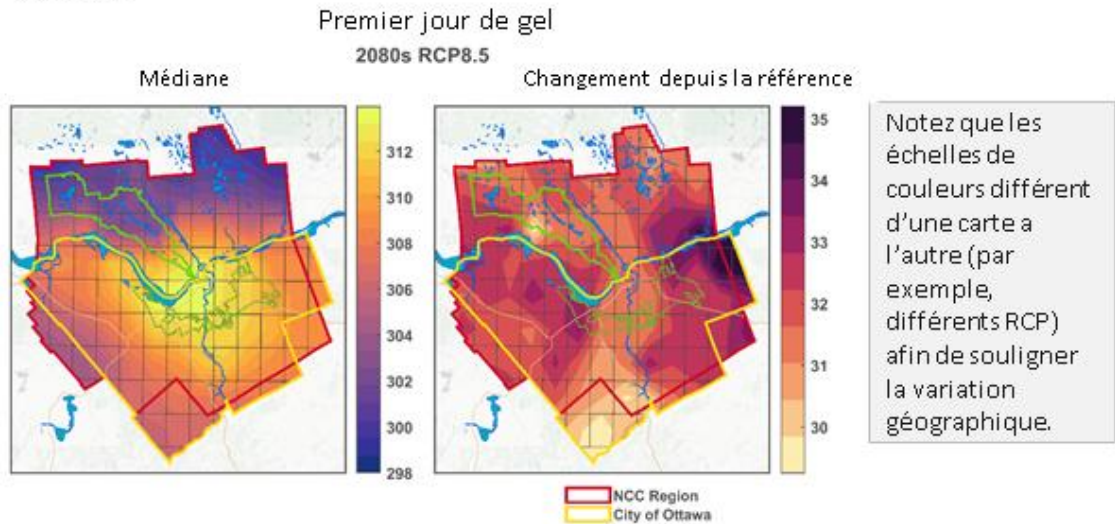 Premier jour de gel
2080s RCP8.5
Médiane
Changement depuis la référence
312
310
308
306
304
302
300
298
35
34
33
32
31
30
Notez que les
échelles de
couleurs différent
d'une carte a
l'autre (par
exemple,
différents RCP)
afin de souligner
la variation
géographique.
NCC Region
City of Ottawa